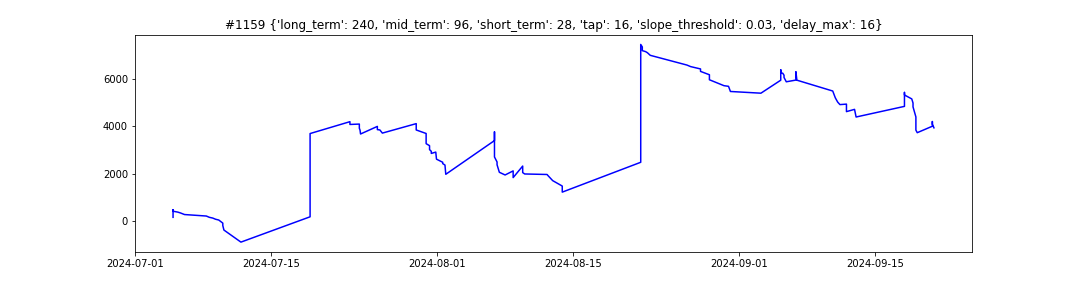 #1159 {'long_term': 240, 'mid_term': 96, 'short_term': 28, 'tap': 16, 'slope_threshold': 0.03, 'delay_max': 16}
6000
4000
2000
0
2024-07-01 2024-07-15 2024-08-01 2024-08-15 2024-09-01 2024-09-15